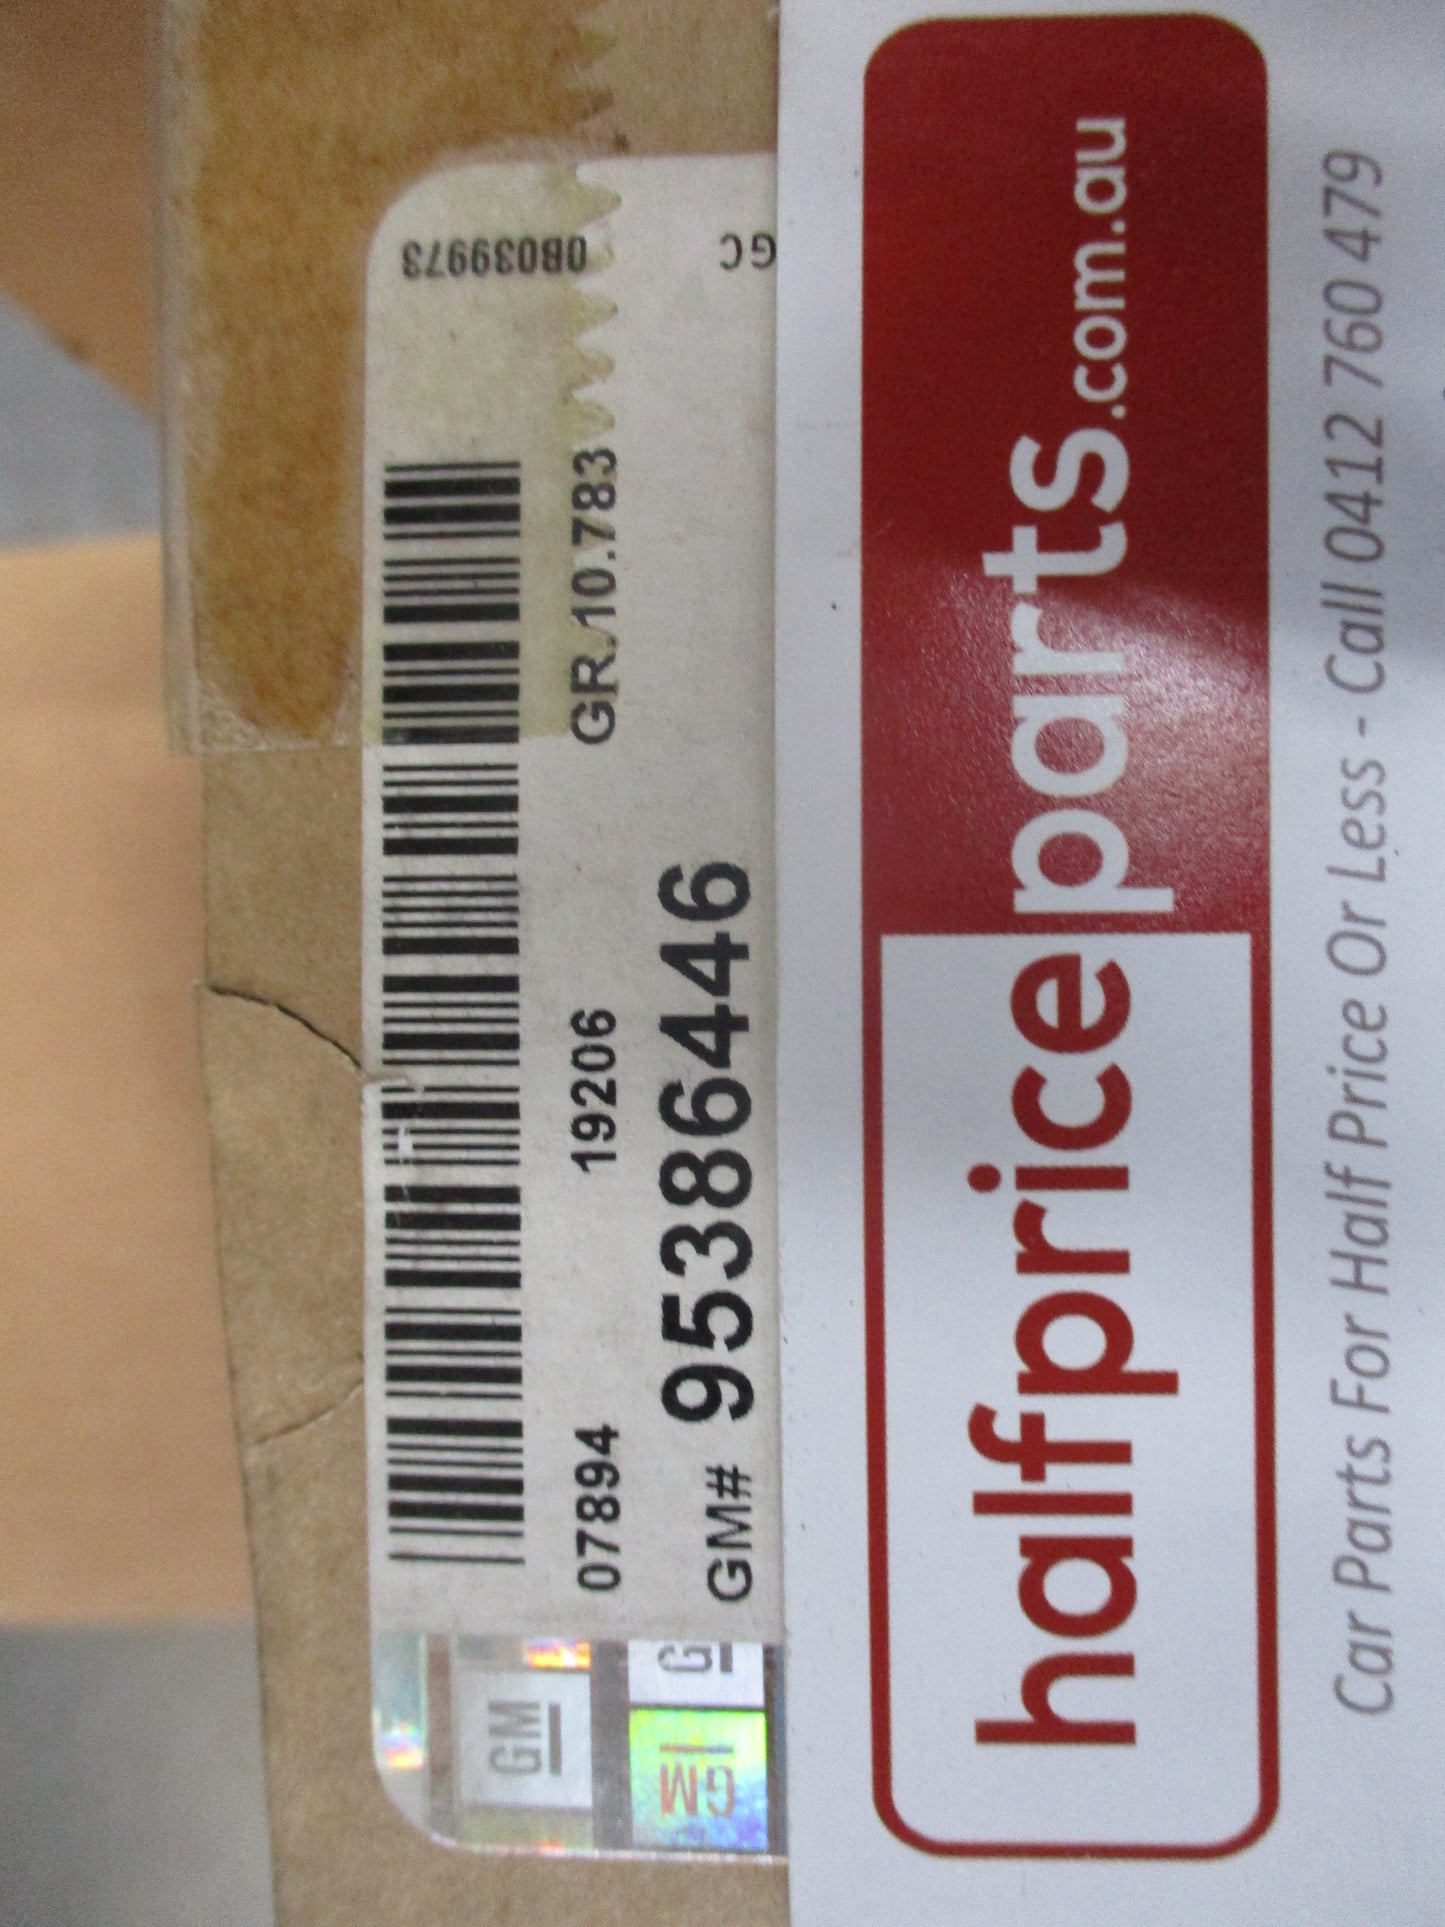 0B039973
GC
GR.10.783
07894 19206
GM# 95386446
GM
GM
GM
halfpriceparts.com.au
Car Parts For Half Price Or Less - Call 0412 760 479